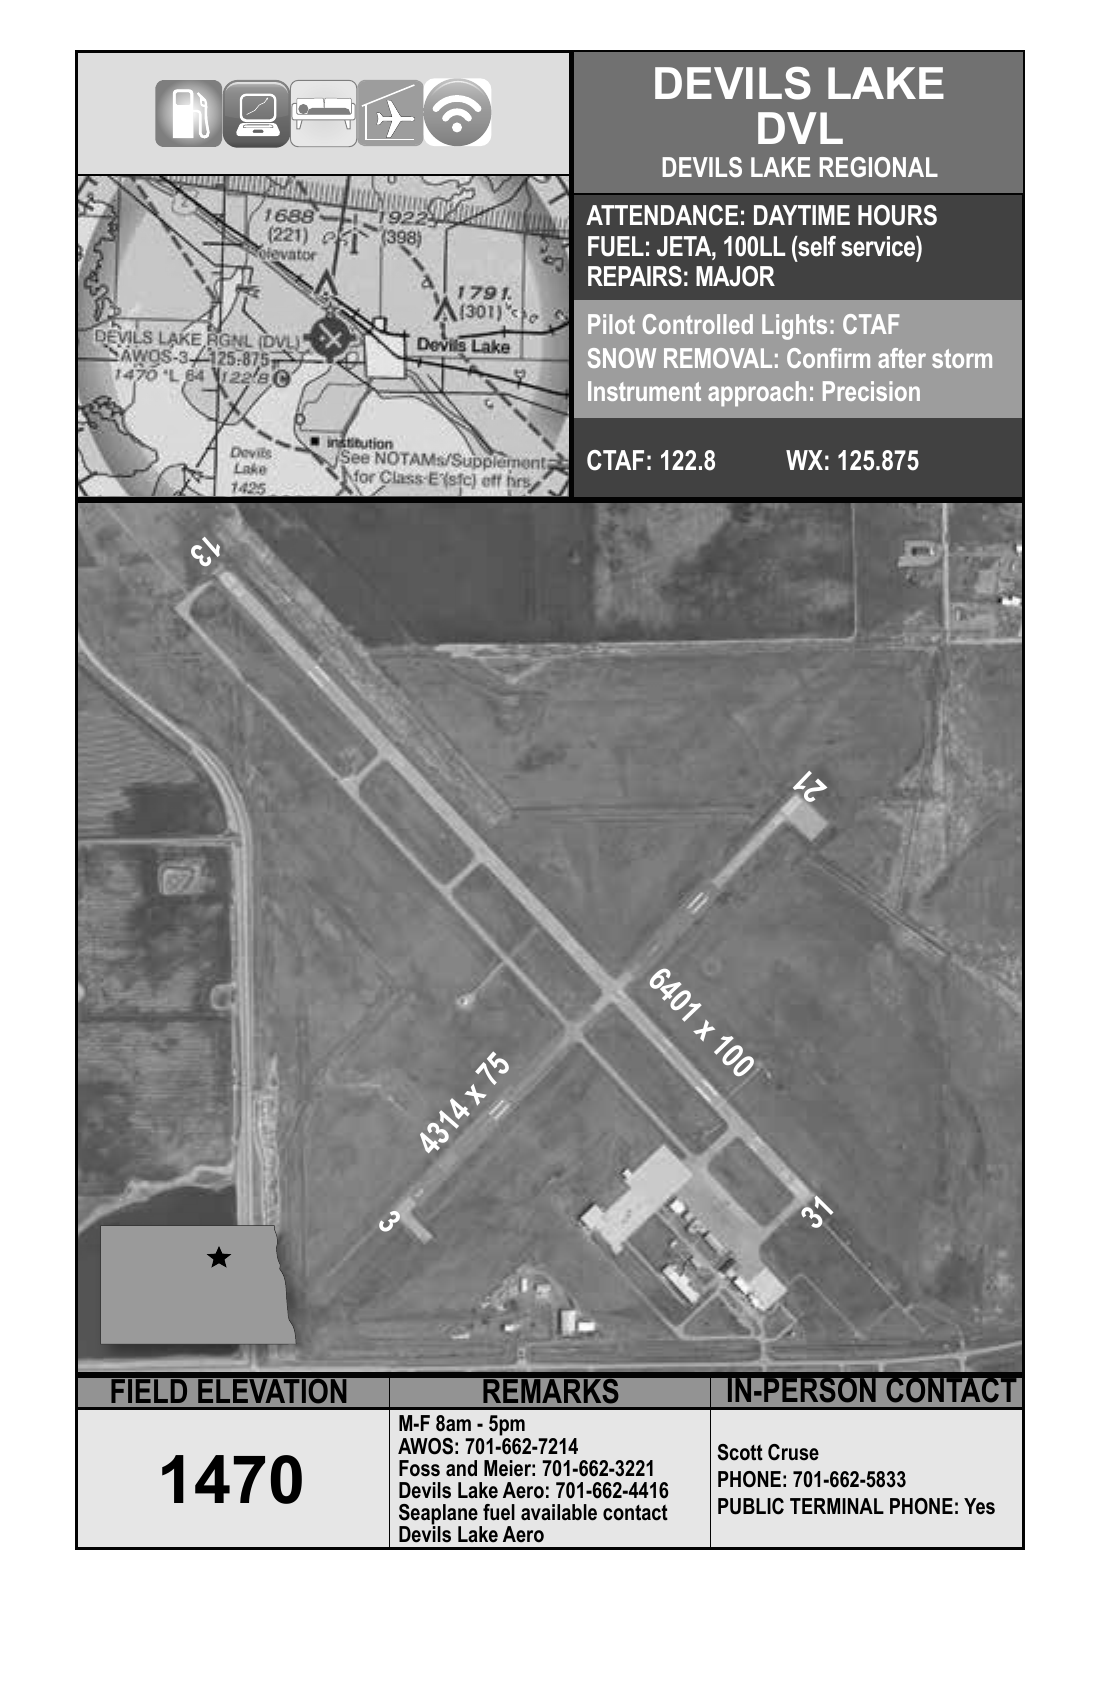 DEVILS LAKE
DVL
DEVILS LAKE REGIONAL
ATTENDANCE: DAYTIME HOURS
FUEL: JETA, 100LL (self service)
REPAIRS: MAJOR
Pilot Controlled Lights: CTAF
SNOW REMOVAL: Confirm after storm
Instrument approach: Precision
CTAF: 122.8 WX: 125.875
1688 1922
(221) (398)
elevator
1791
(301)
DEVILS LAKE RGNL (DVL)
AWOS-3 125.875
1470 *L 64 122.8 C
Devils Lake
institution
Devils
Lake
1425
See NOTAMs/Supplement
for Class E (sfc) eff hrs
13
21
6401 x 100
4314 x 75
3
31
FIELD ELEVATION
1470
REMARKS
M-F 8am - 5pm
AWOS: 701-662-7214
Foss and Meier: 701-662-3221
Devils Lake Aero: 701-662-4416
Seaplane fuel available contact
Devils Lake Aero
IN-PERSON CONTACT
Scott Cruse
PHONE: 701-662-5833
PUBLIC TERMINAL PHONE: Yes